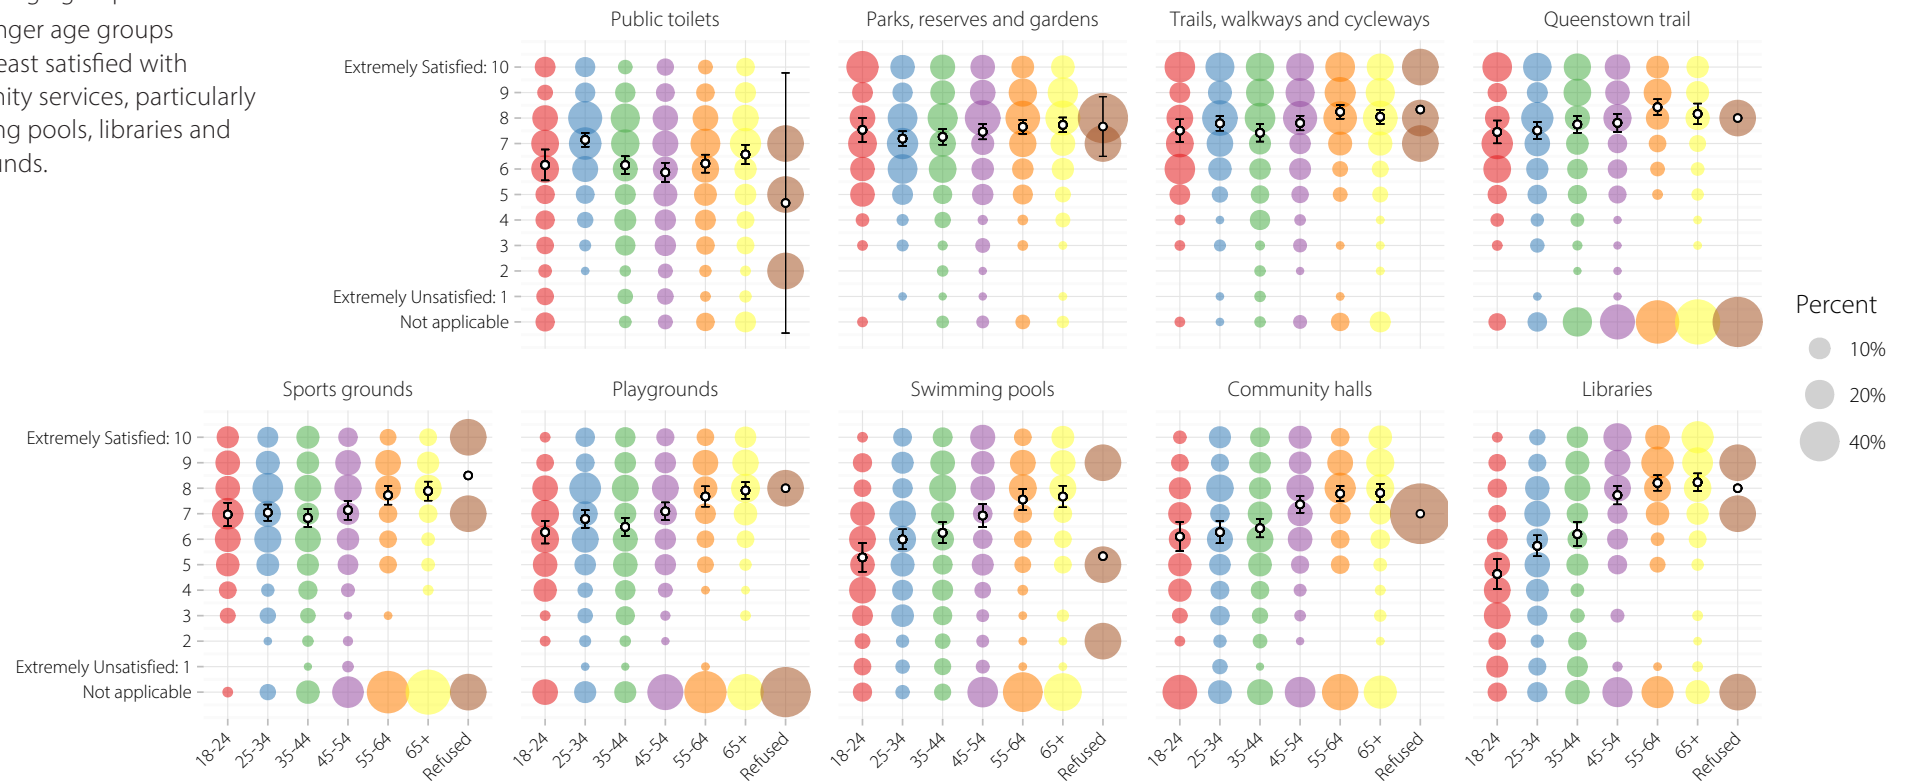 nger age groups
east satisfied with
nity services, particularly
ng pools, libraries and
unds.
Public toilets
Parks, reserves and gardens
Trails, walkways and cycleways
Queenstown trail
Extremely Satisfied: 10
9
8
7
6
5
4
3
2
Extremely Unsatisfied: 1
Not applicable
Percent
10%
20%
40%
Sports grounds
Playgrounds
Swimming pools
Community halls
Libraries
Extremely Satisfied: 10
9
8
7
6
5
4
3
2
Extremely Unsatisfied: 1
Not applicable
18-24 25-34 35-44 45-54 55-64 65+ Refused
18-24 25-34 35-44 45-54 55-64 65+ Refused
18-24 25-34 35-44 45-54 55-64 65+ Refused
18-24 25-34 35-44 45-54 55-64 65+ Refused
18-24 25-34 35-44 45-54 55-64 65+ Refused